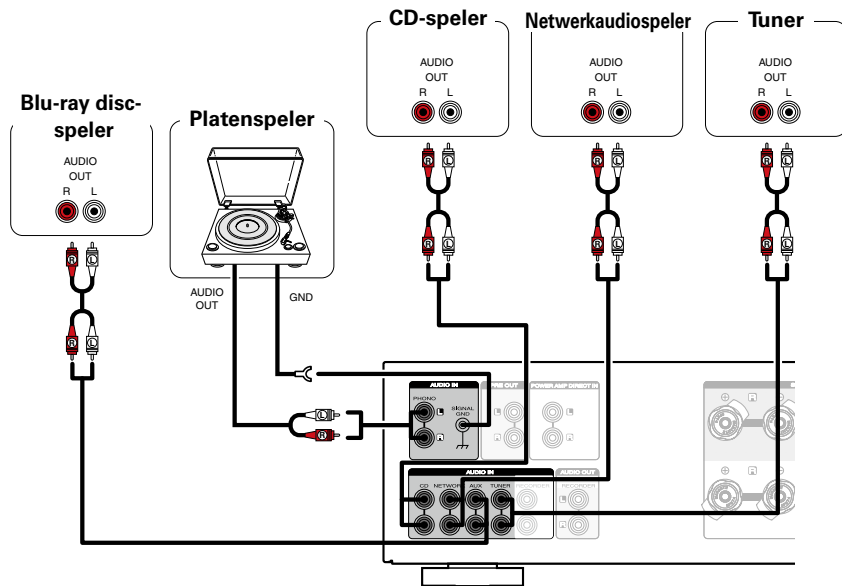 CD-speler
Netwerkaudiospeler
Tuner
AUDIO
OUT
R L
AUDIO
OUT
R L
AUDIO
OUT
R L
Blu-ray disc-
speler
AUDIO
OUT
R L
Platenspeler
R L
R L
R L
R L
R L
R L
R L
R L
AUDIO
OUT
GND
L
R
AUDIO IN
PHONO
SIGNAL
GND
PRE OUT
POWER AMP DIRECT IN
AUDIO IN
AUDIO OUT
CD
NETWORK
AUX
TUNER
RECORDER
RECORDER